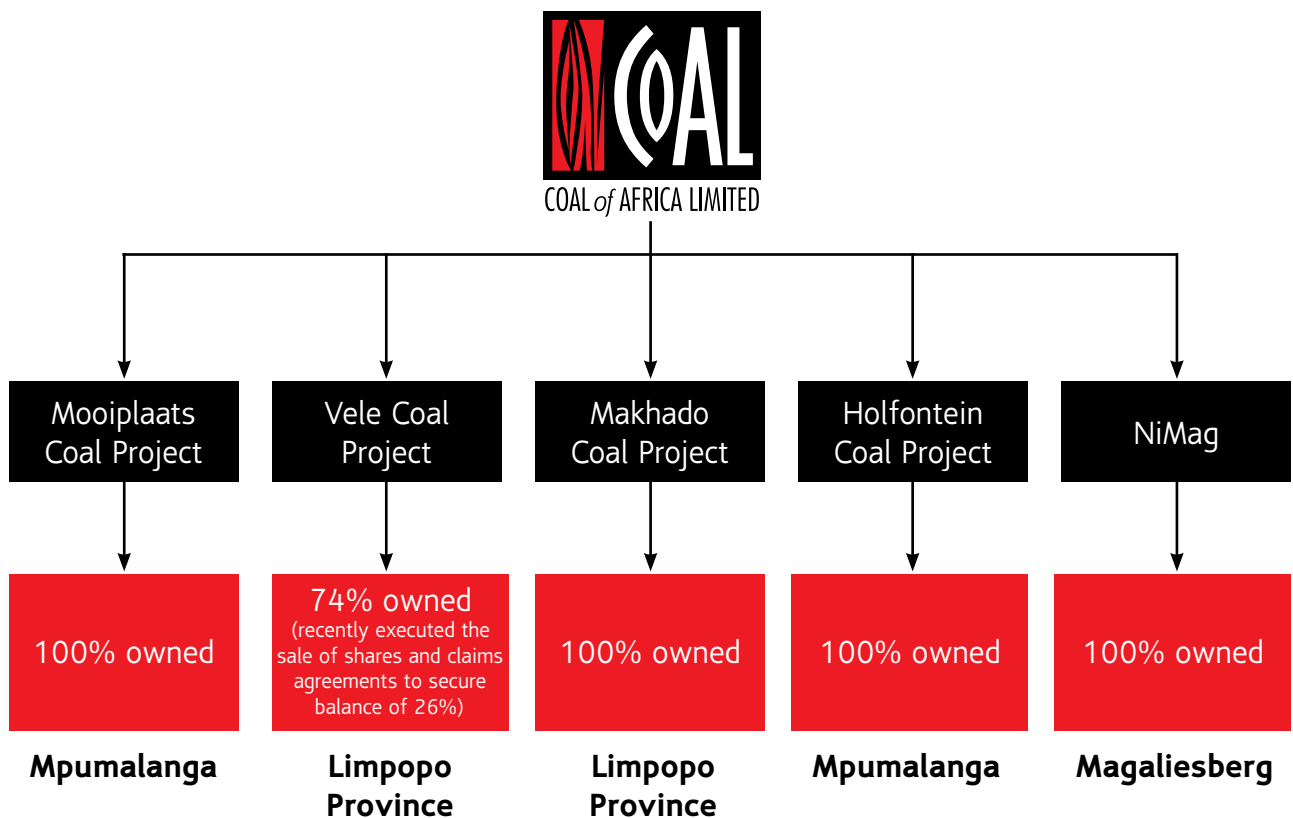 COAL
COAL of AFRICA LIMITED
Mooiplaats
Coal Project
Vele Coal
Project
Makhado
Coal Project
Holfontein
Coal Project
NiMag
100% owned
74% owned
(recently executed the
sale of shares and claims
agreements to secure
balance of 26%)
100% owned
100% owned
100% owned
Mpumalanga
Limpopo
Province
Limpopo
Province
Mpumalanga
Magaliesberg